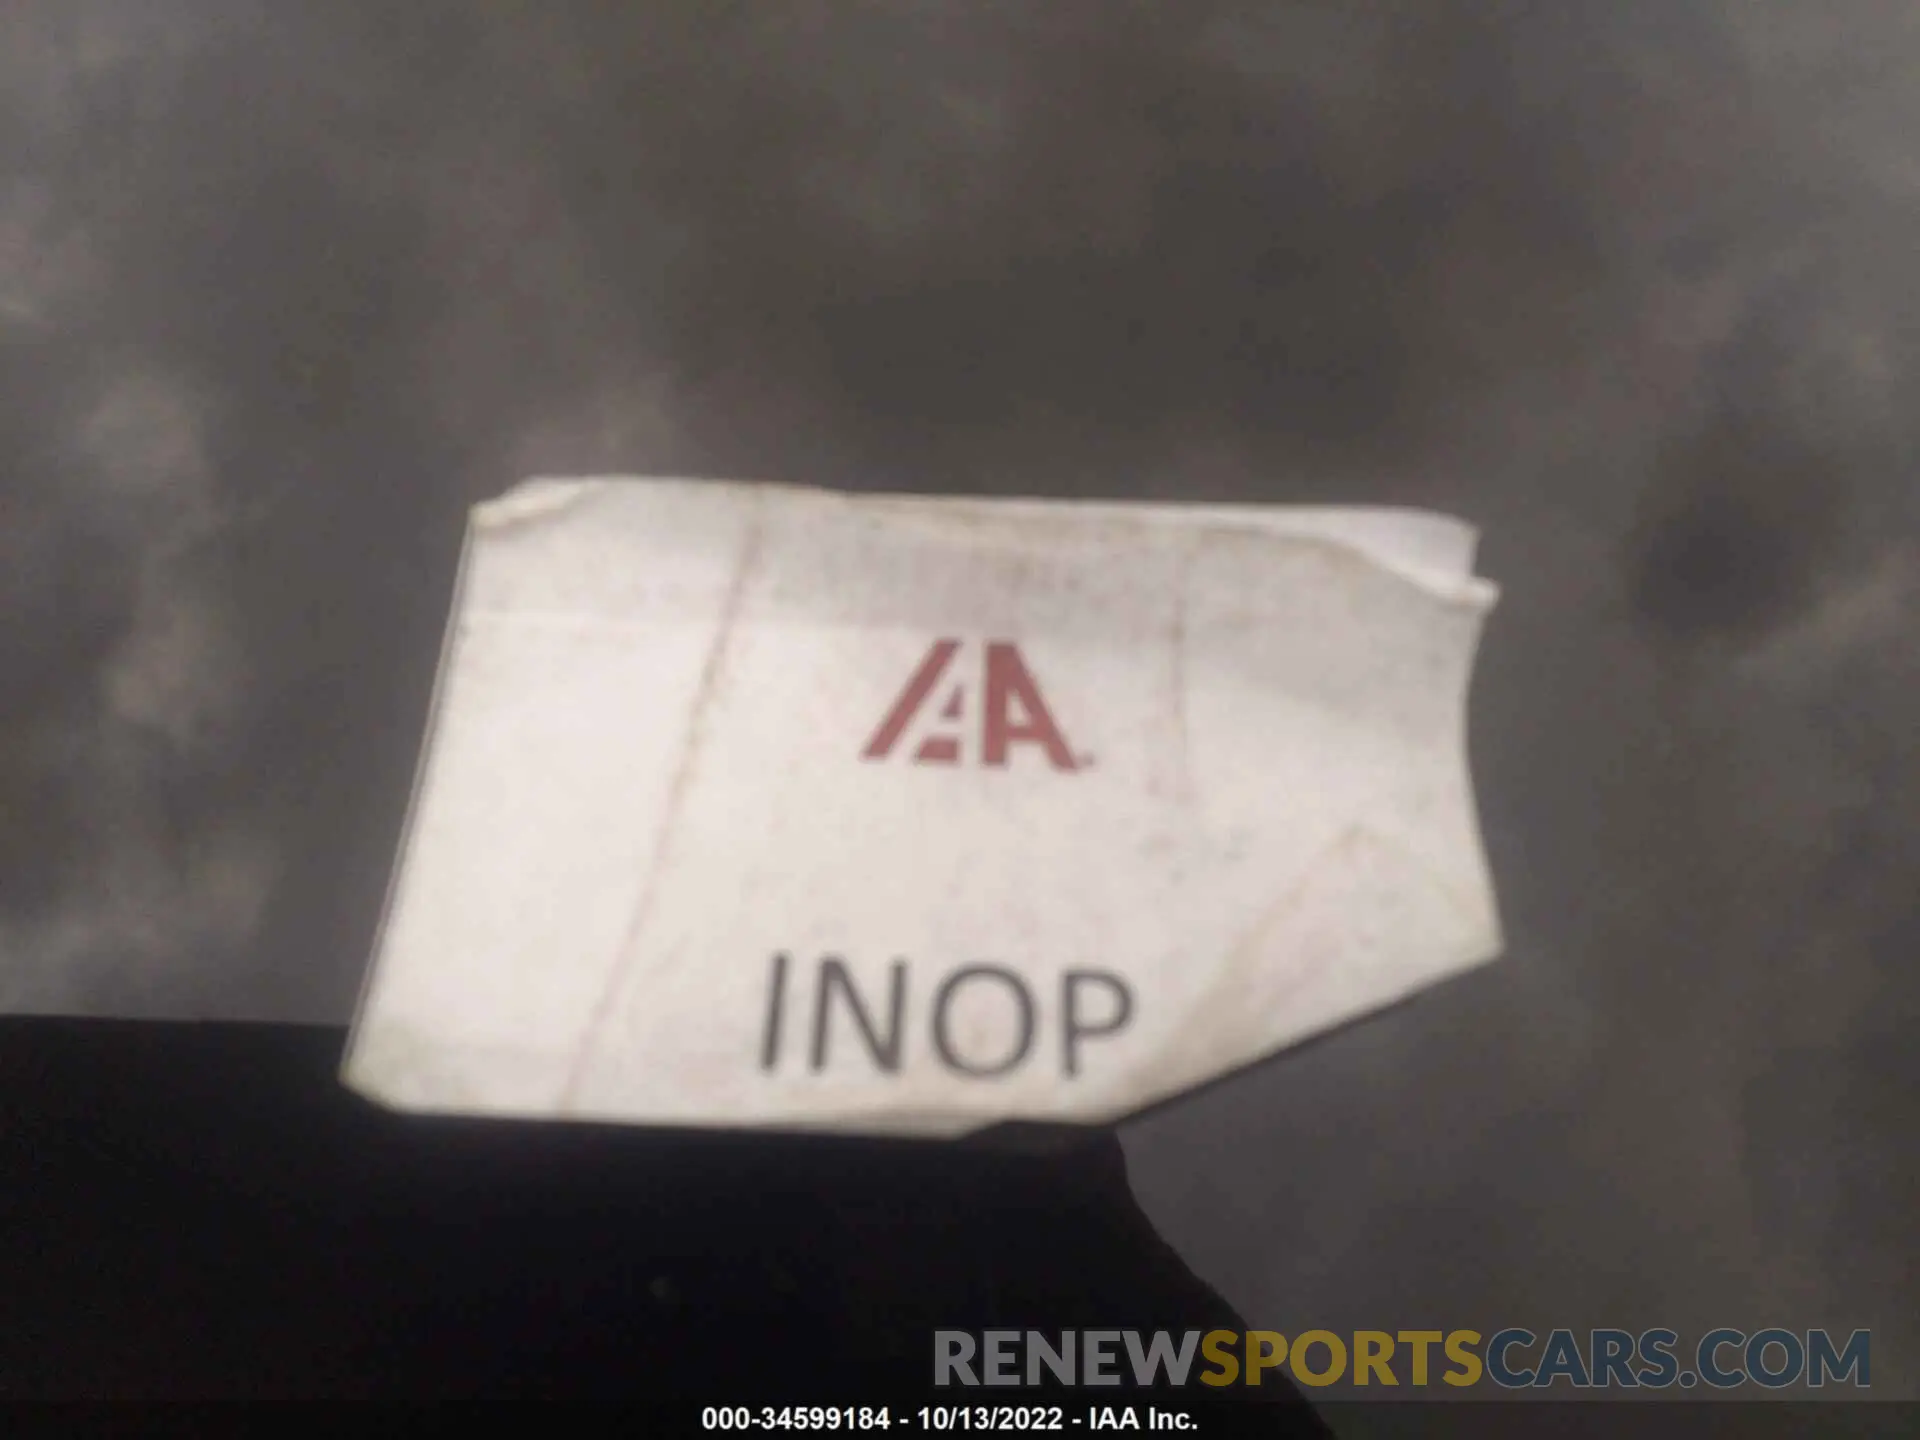 IAA
INOP
RENEWSPORTSCARS.COM
000-34599184 - 10/13/2022 - IAA Inc.